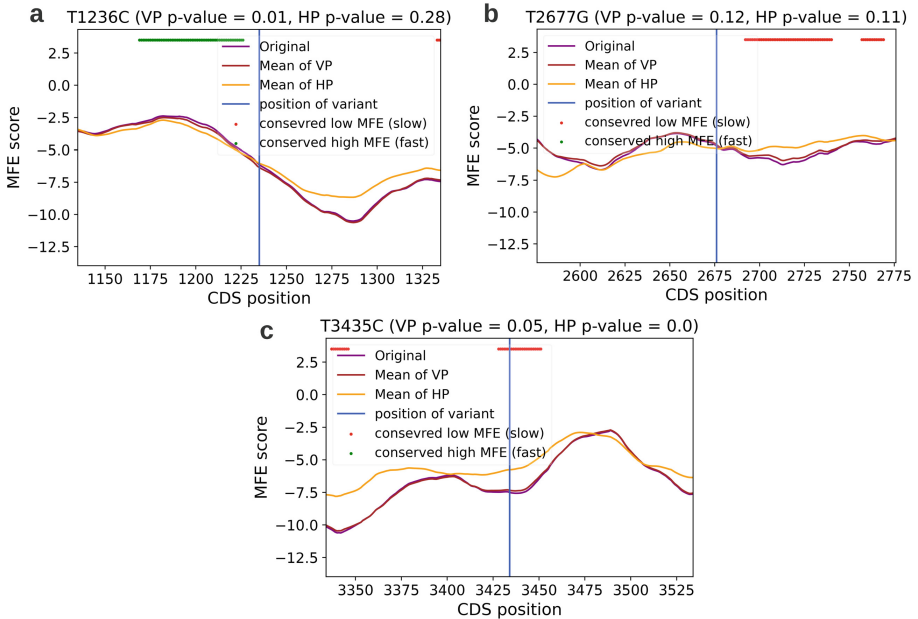 a
T1236C (VP p-value = 0.01, HP p-value = 0.28)
MFE score
2.5
0.0
−2.5
−5.0
−7.5
−10.0
−12.5
Original
Mean of VP
Mean of HP
position of variant
consevred low MFE (slow)
conserved high MFE (fast)
1150 1175 1200 1225 1250 1275 1300 1325
CDS position
b
T2677G (VP p-value = 0.12, HP p-value = 0.11)
MFE score
2.5
0.0
−2.5
−5.0
−7.5
−10.0
−12.5
Original
Mean of VP
Mean of HP
position of variant
consevred low MFE (slow)
conserved high MFE (fast)
2600 2625 2650 2675 2700 2725 2750 2775
CDS position
c
T3435C (VP p-value = 0.05, HP p-value = 0.0)
MFE score
2.5
0.0
−2.5
−5.0
−7.5
−10.0
−12.5
Original
Mean of VP
Mean of HP
position of variant
consevred low MFE (slow)
conserved high MFE (fast)
3350 3375 3400 3425 3450 3475 3500 3525
CDS position